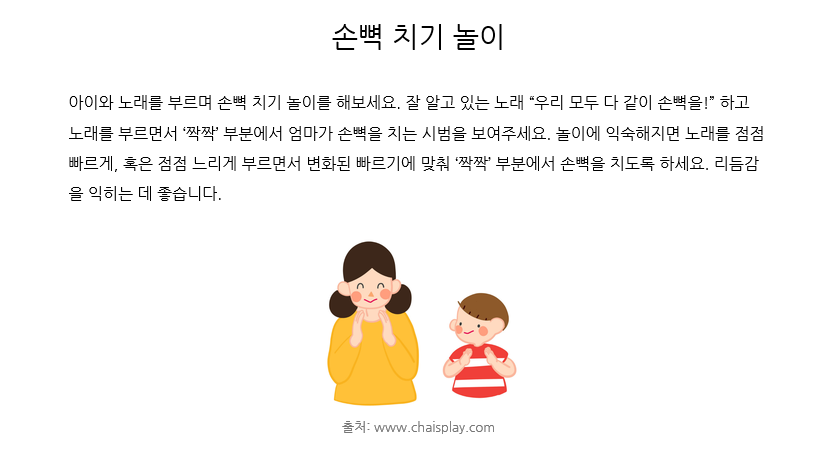 손뼉 치기 놀이
아이와 노래를 부르며 손뼉 치기 놀이를 해보세요. 잘 알고 있는 노래 “우리 모두 다 같이 손뼉을!” 하고
노래를 부르면서 ‘짝짝’ 부분에서 엄마가 손뼉을 치는 시범을 보여주세요. 놀이에 익숙해지면 노래를 점점
빠르게, 혹은 점점 느리게 부르면서 변화된 빠르기에 맞춰 ‘짝짝’ 부분에서 손뼉을 치도록 하세요. 리듬감
을 익히는 데 좋습니다.
출처: www.chaisplay.com